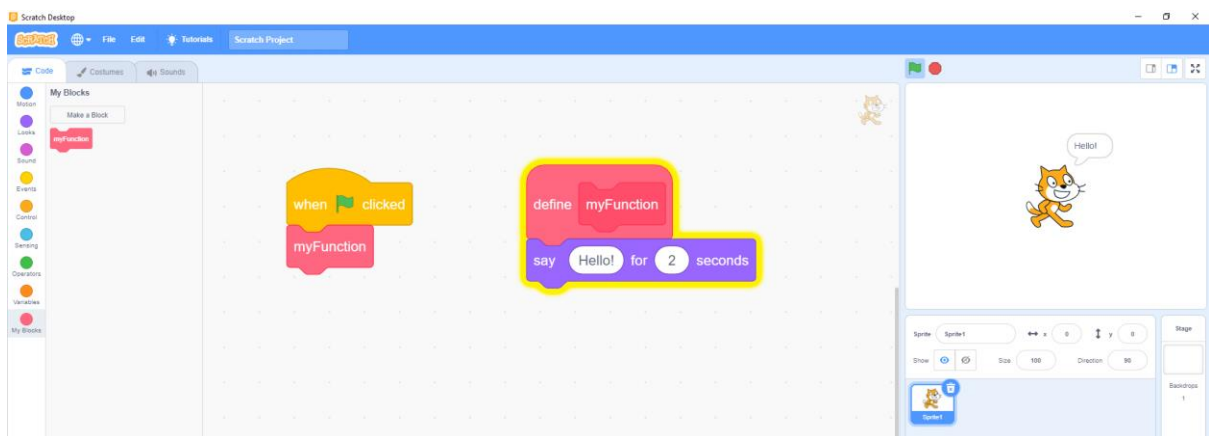 Scratch Desktop
SCRATCH File Edit Tutorials Scratch Project
Code Costumes Sounds
Motion
Looks
Sound
Events
Control
Sensing
Operators
Variables
My Blocks
My Blocks
Make a Block
myFunction
when clicked
myFunction
define myFunction
say Hello! for 2 seconds
Hello!
Sprite Sprite1 x 0 y 0
Show Size 100 Direction 90
Sprite1
Stage
Backdrops
1